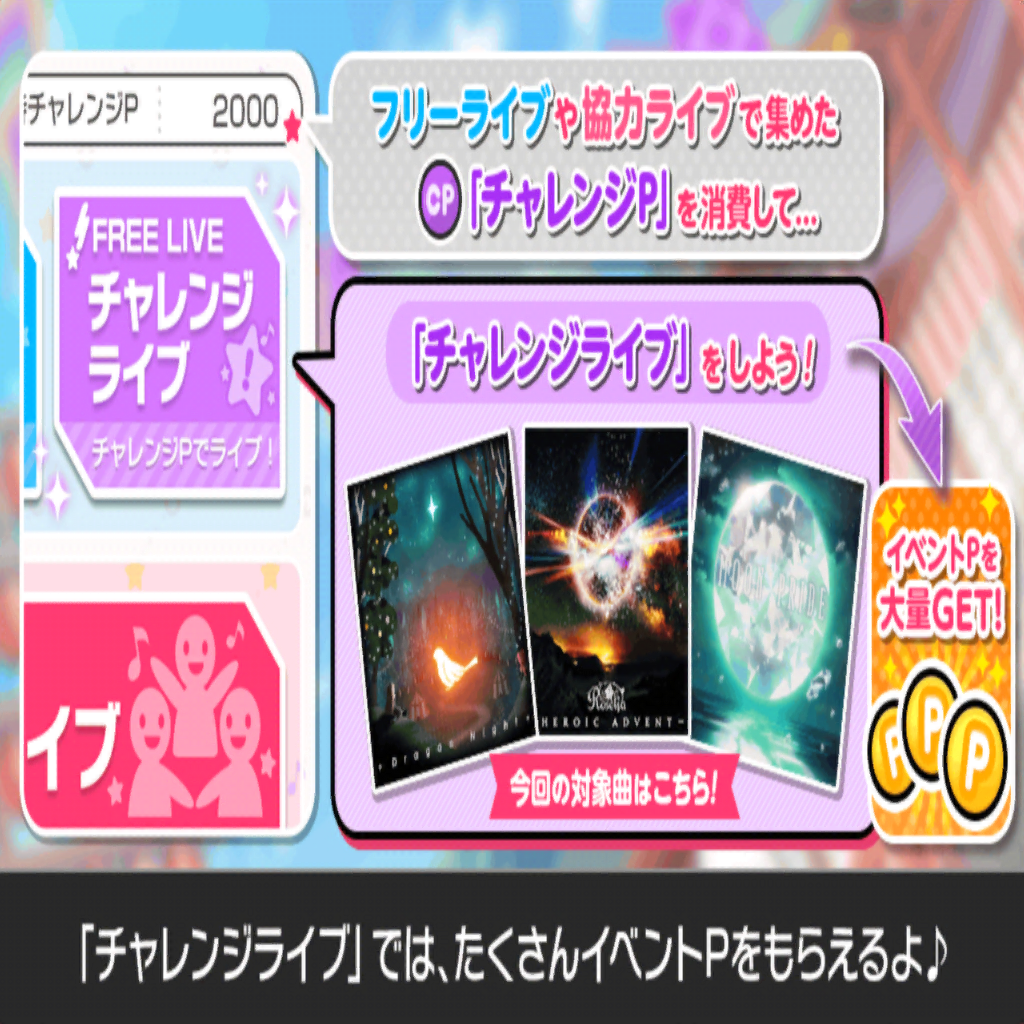 チャレンジP 2000
フリーライブや協力ライブで集めた
CP「チャレンジP」を消費して...
FREE LIVE
チャレンジ
ライブ
チャレンジPでライブ!
「チャレンジライブ」をしよう!
Dragon Night
Roselia
HEROIC ADVENT
MOON PRIDE
今回の対象曲はこちら!
イベントPを
大量GET!
P P P
イブ
「チャレンジライブ」では、たくさんイベントPをもらえるよ♪